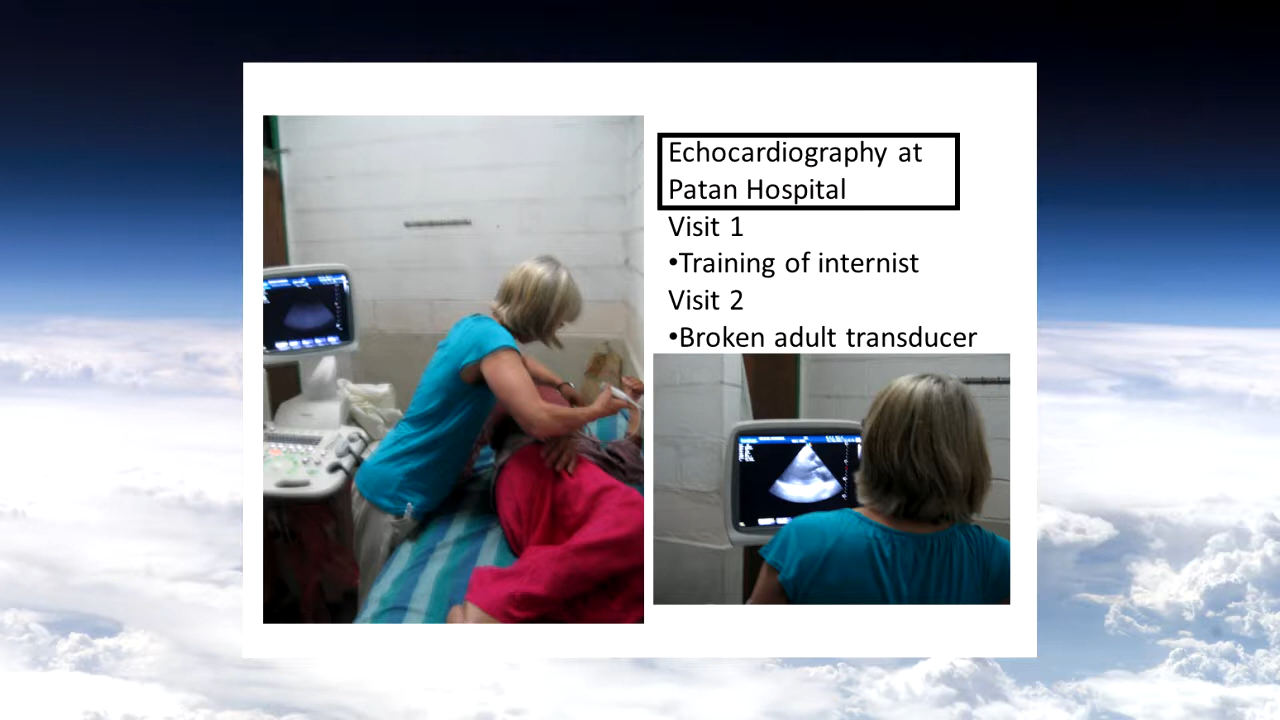 Echocardiography at
Patan Hospital
Visit 1
•Training of internist
Visit 2
•Broken adult transducer